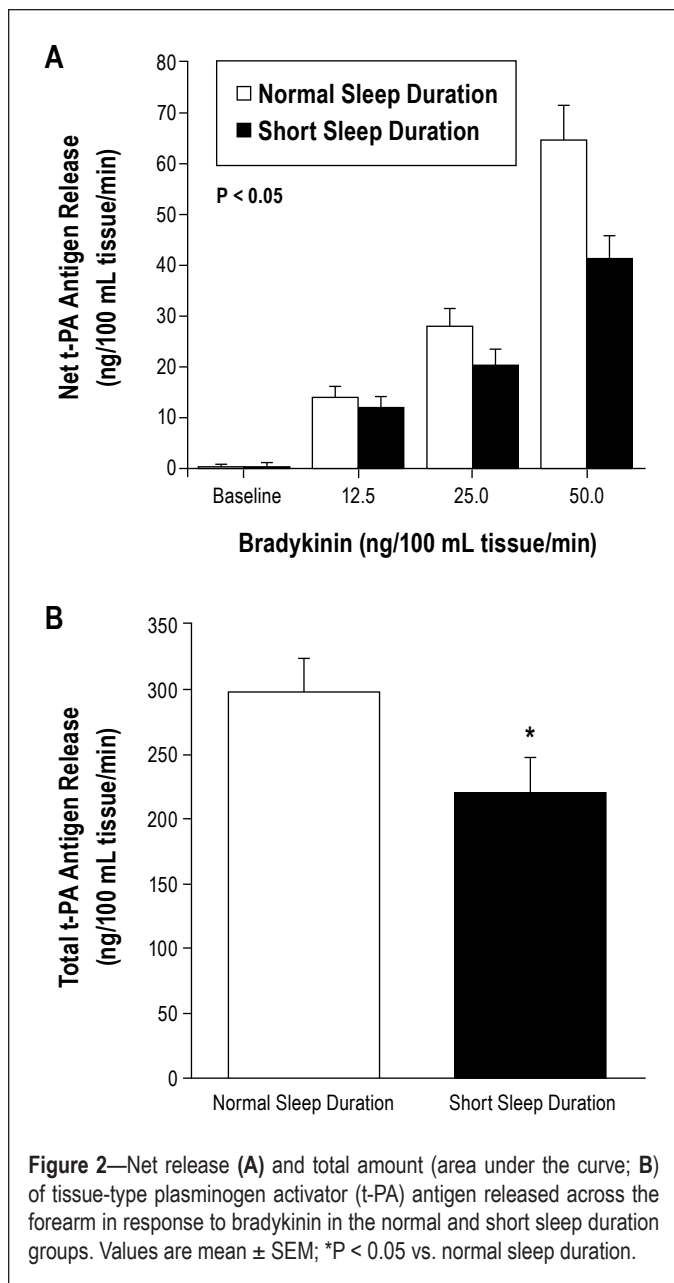 A
Net t-PA Antigen Release
(ng/100 mL tissue/min)
80
70
60
50
40
30
20
10
0
Normal Sleep Duration
Short Sleep Duration
P < 0.05
Baseline
12.5
25.0
50.0
Bradykinin (ng/100 mL tissue/min)
B
Total t-PA Antigen Release
(ng/100 mL tissue/min)
350
300
250
200
150
100
50
0
*
Normal Sleep Duration
Short Sleep Duration
Figure 2—Net release (A) and total amount (area under the curve; B)
of tissue-type plasminogen activator (t-PA) antigen released across the
forearm in response to bradykinin in the normal and short sleep duration
groups. Values are mean ± SEM; *P < 0.05 vs. normal sleep duration.